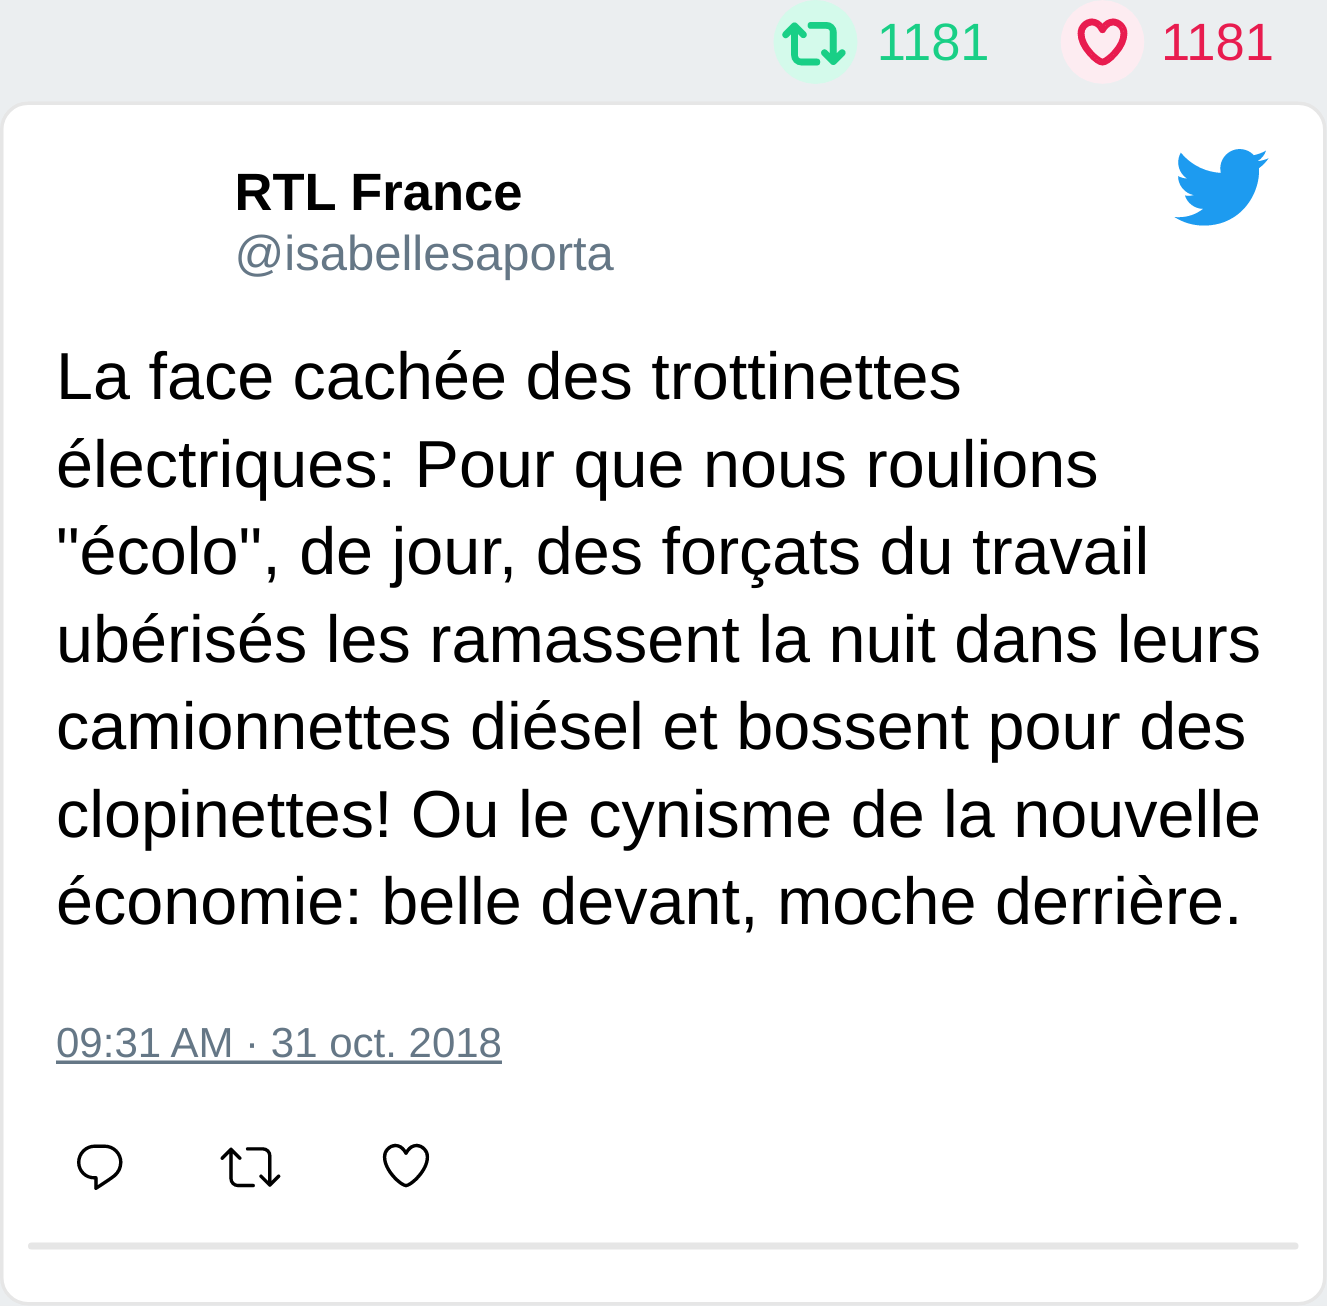 1181 1181
RTL France
@isabellesaporta
La face cachée des trottinettes
électriques: Pour que nous roulions
"écolo", de jour, des forçats du travail
ubérisés les ramassent la nuit dans leurs
camionnettes diésel et bossent pour des
clopinettes! Ou le cynisme de la nouvelle
économie: belle devant, moche derrière.
09:31 AM · 31 oct. 2018